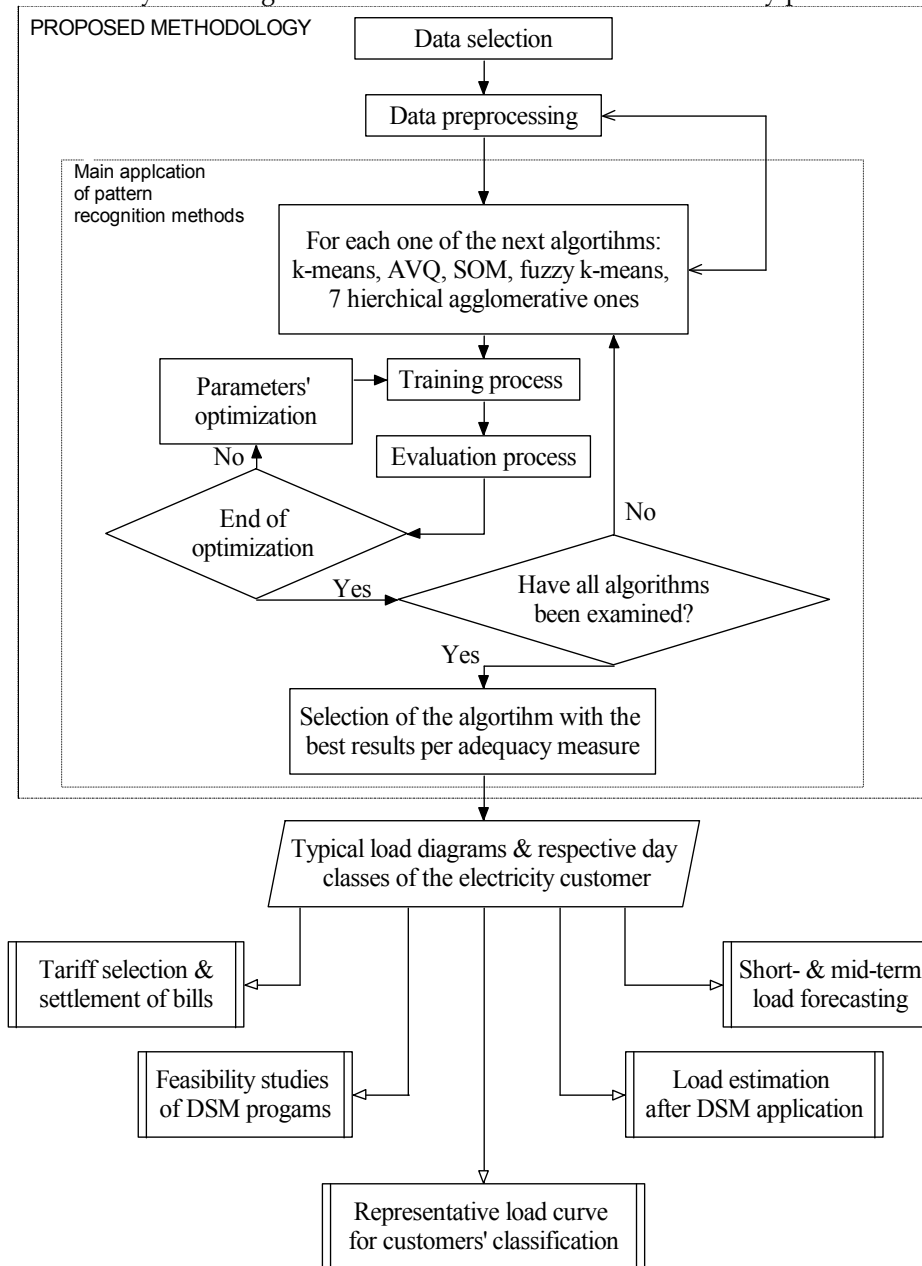 PROPOSED METHODOLOGY
Data selection
Data preprocessing
Main applcation
of pattern
recognition methods
For each one of the next algortihms:
k-means, AVQ, SOM, fuzzy k-means,
7 hierchical agglomerative ones
Parameters'
optimization
Training process
Evaluation process
No
End of
optimization
Yes
No
Have all algorithms
been examined?
Yes
Selection of the algortihm with the
best results per adequacy measure
Typical load diagrams & respective day
classes of the electricity customer
Tariff selection &
settlement of bills
Short- & mid-term
load forecasting
Feasibility studies
of DSM progams
Load estimation
after DSM application
Representative load curve
for customers' classification